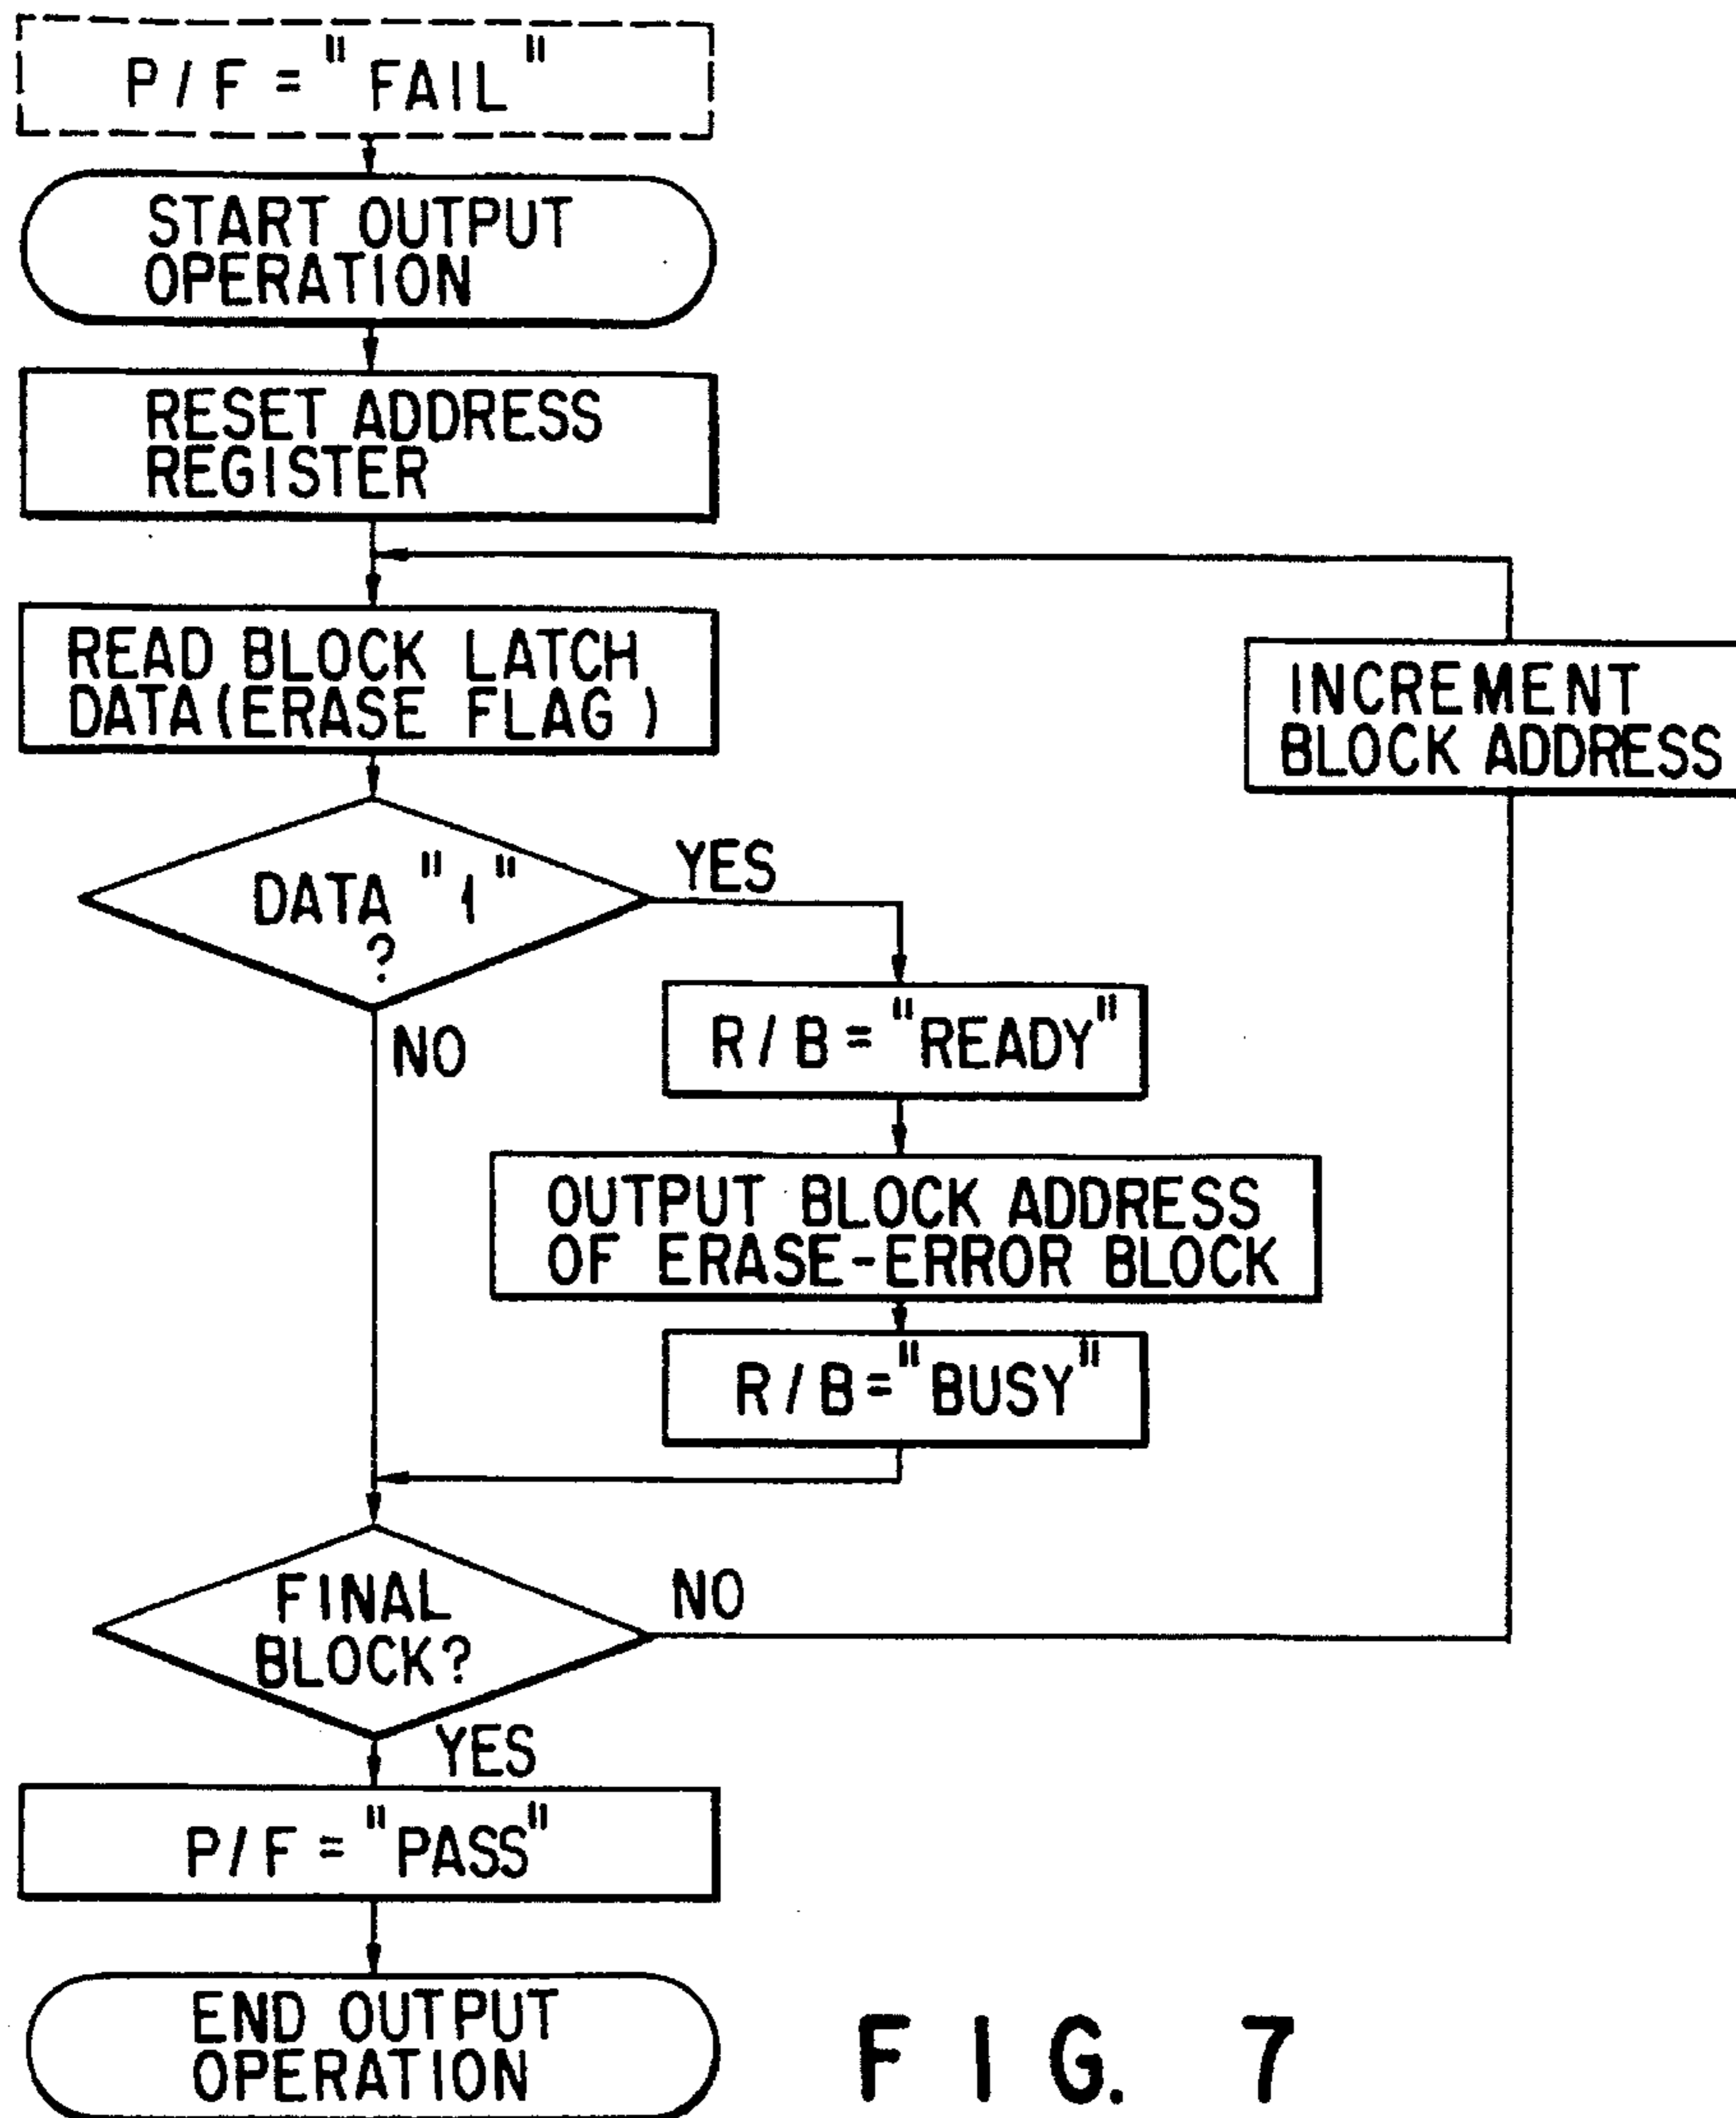 P/F = "FAIL"
START OUTPUT
OPERATION
RESET ADDRESS
REGISTER
READ BLOCK LATCH
DATA (ERASE FLAG)
INCREMENT
BLOCK ADDRESS
DATA "1"
?
YES
NO
R/B = "READY"
OUTPUT BLOCK ADDRESS
OF ERASE-ERROR BLOCK
R/B = "BUSY"
FINAL
BLOCK?
NO
YES
P/F = "PASS"
END OUTPUT
OPERATION
FIG. 7